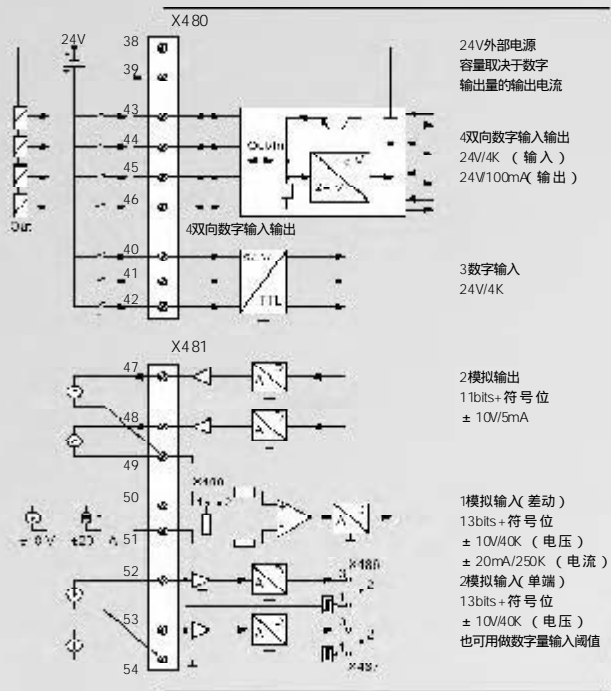 X480
24V
38
39
43
44
45
46
Out
Out/In
4双向数字输入输出
40
41
42
TTL
24V外部电源
容量取决于数字
输出量的输出电流
4双向数字输入输出
24V/4K （输入）
24V/100mA（输出）
3数字输入
24V/4K
X481
47
48
49
50
51
52
53
54
A
A
A
A
A
X486
X487
2模拟输出
11bits+符号位
± 10V/5mA
1模拟输入（差动）
13bits+符号位
± 10V/40K （电压）
± 20mA/250K （电流）
2模拟输入（单端）
13bits+符号位
± 10V/40K （电压）
也可用做数字量输入阈值